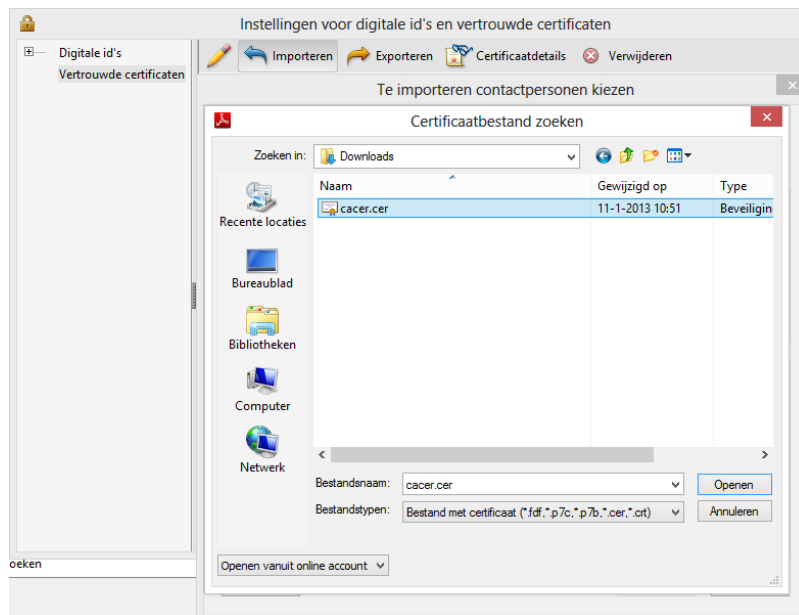 Instellingen voor digitale id's en vertrouwde certificaten
Digitale id's
Vertrouwde certificaten
Importeren Exporteren Certificaatdetails Verwijderen
Te importeren contactpersonen kiezen
Certificaatbestand zoeken
Zoeken in: Downloads
Naam Gewijzigd op Type
cacer.cer 11-1-2013 10:51 Beveiligin
Recente locaties
Bureaublad
Bibliotheken
Computer
Netwerk
Bestandsnaam: cacer.cer Openen
Bestandstypen: Bestand met certificaat (*.fdf,*.p7c,*.p7b,*.cer,*.crt) Annuleren
oeken
Openen vanuit online account